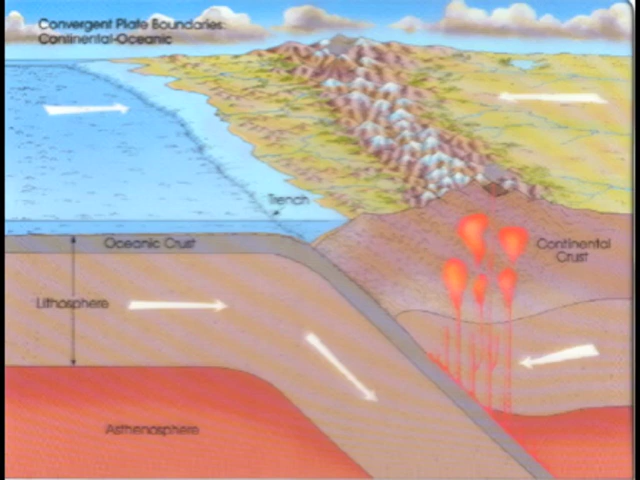 Convergent Plate Boundaries:
Continental-Oceanic
Trench
Oceanic Crust
Continental
Crust
Lithosphere
Asthenosphere